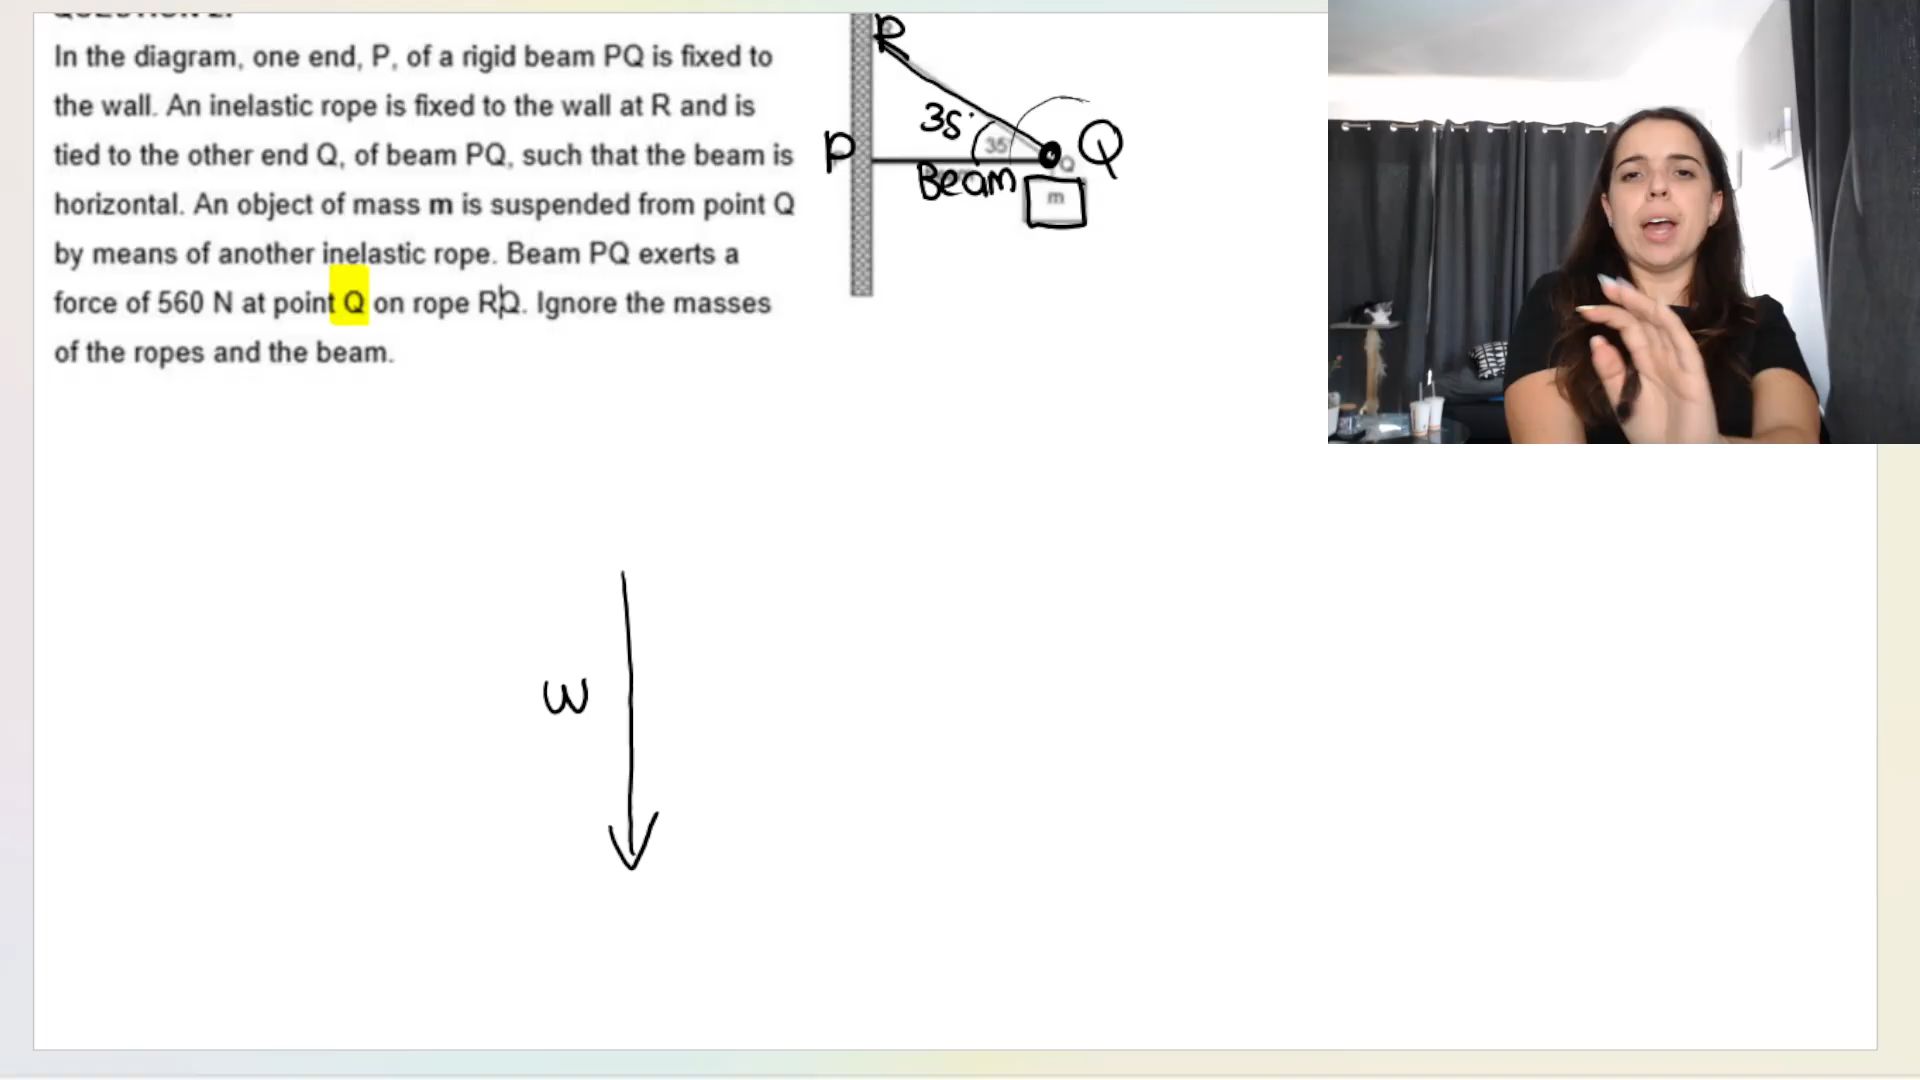 In the diagram, one end, P, of a rigid beam PQ is fixed to
the wall. An inelastic rope is fixed to the wall at R and is
tied to the other end Q, of beam PQ, such that the beam is
horizontal. An object of mass m is suspended from point Q
by means of another inelastic rope. Beam PQ exerts a
force of 560 N at point Q on rope RQ. Ignore the masses
of the ropes and the beam.
R
35°
35
P
Q
Q
Beam
m
w